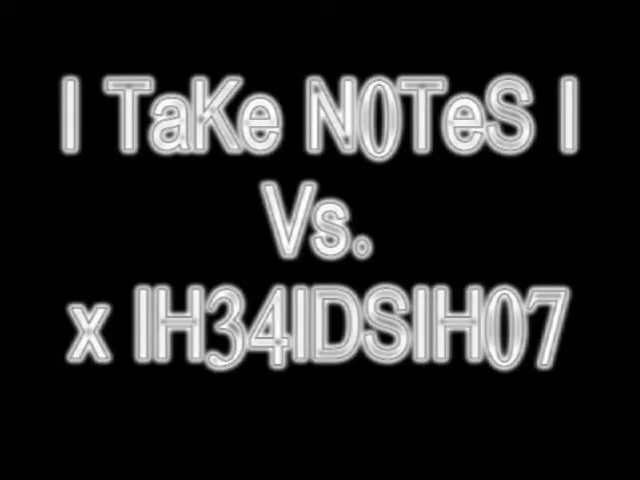 I TaKe N0TeS I
Vs.
x IH34IDSIH07